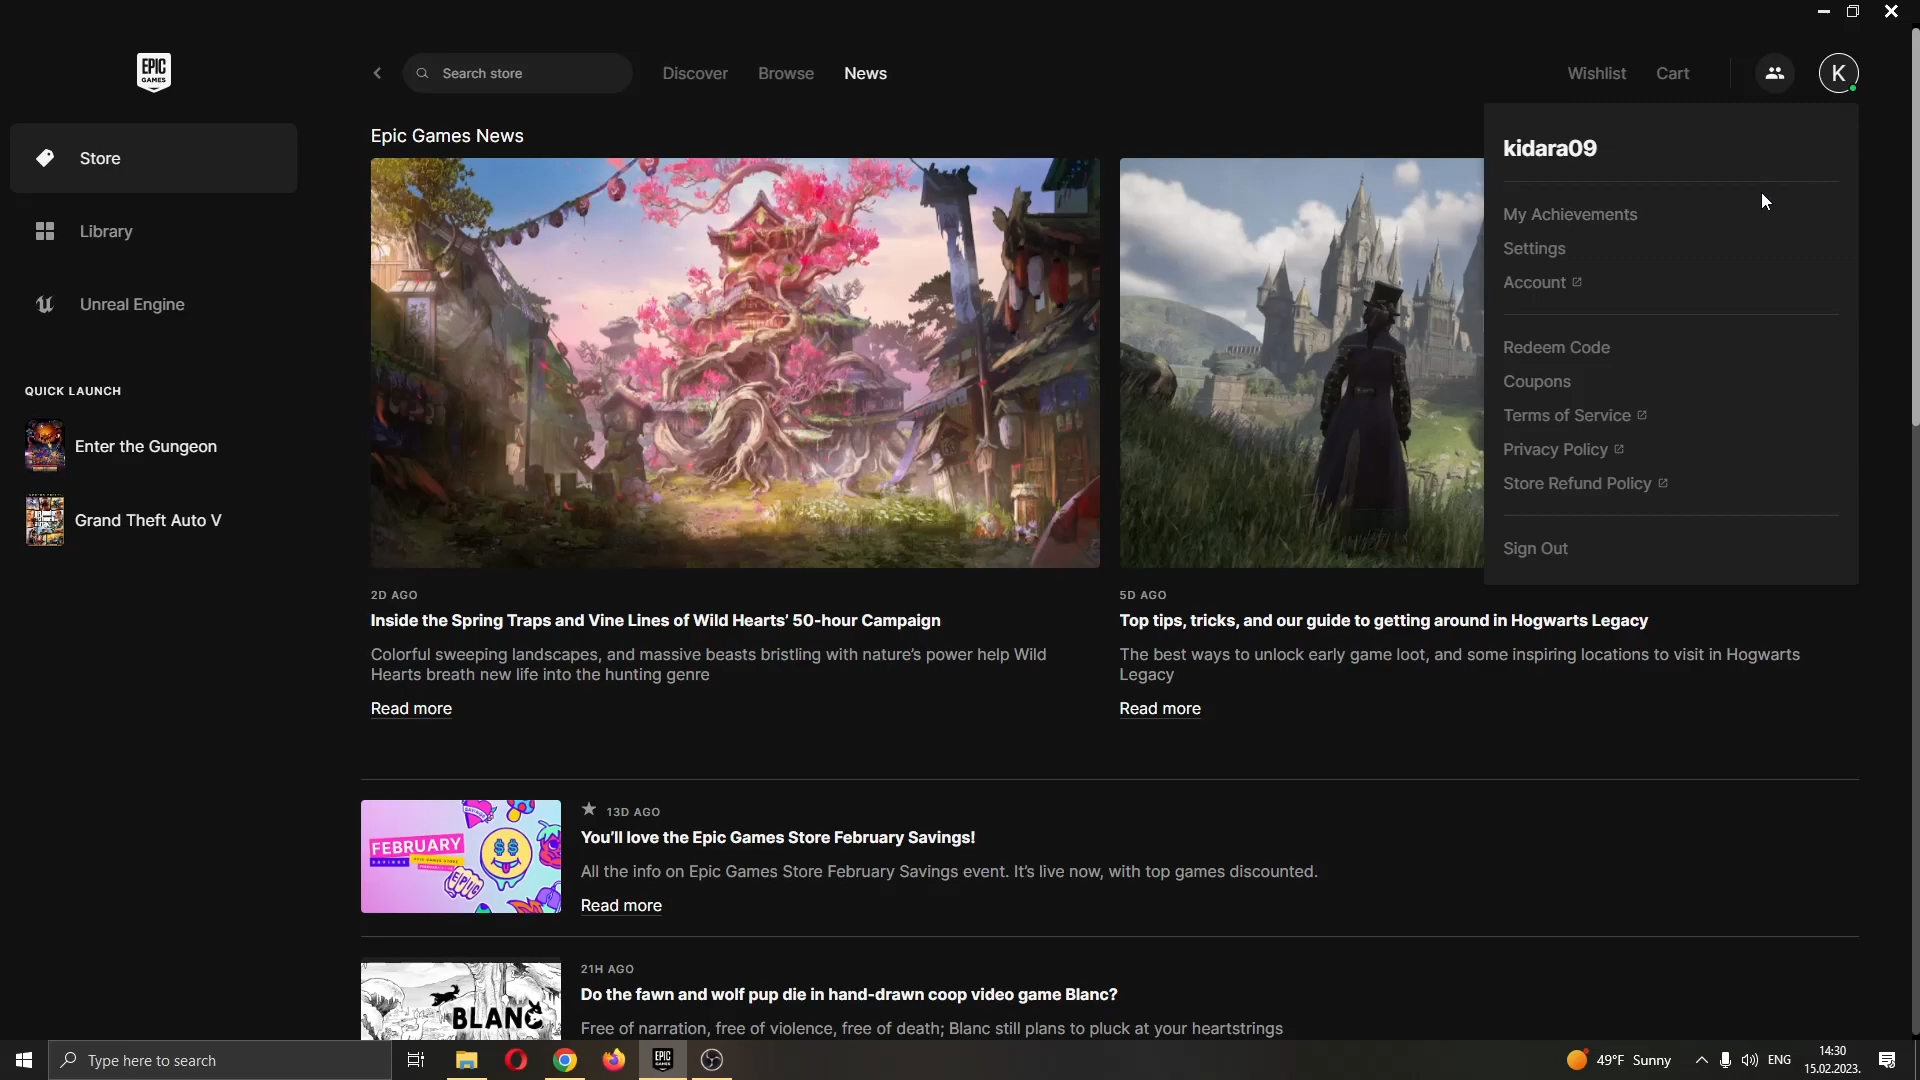 EPIC
GAMES
Search store
Discover
Browse
News
Wishlist
Cart
K
Store
Library
Unreal Engine
QUICK LAUNCH
Enter the Gungeon
Grand Theft Auto V
Epic Games News
kidara09
My Achievements
Settings
Account
Redeem Code
Coupons
Terms of Service
Privacy Policy
Store Refund Policy
Sign Out
2D AGO
Inside the Spring Traps and Vine Lines of Wild Hearts’ 50-hour Campaign
Colorful sweeping landscapes, and massive beasts bristling with nature’s power help Wild
Hearts breath new life into the hunting genre
Read more
5D AGO
Top tips, tricks, and our guide to getting around in Hogwarts Legacy
The best ways to unlock early game loot, and some inspiring locations to visit in Hogwarts
Legacy
Read more
FEBRUARY
SAVINGS
EPIC
13D AGO
You’ll love the Epic Games Store February Savings!
All the info on Epic Games Store February Savings event. It’s live now, with top games discounted.
Read more
BLANC
21H AGO
Do the fawn and wolf pup die in hand-drawn coop video game Blanc?
Free of narration, free of violence, free of death; Blanc still plans to pluck at your heartstrings
Type here to search
EPIC
GAMES
49°F Sunny
ENG
14:30
15.02.2023.